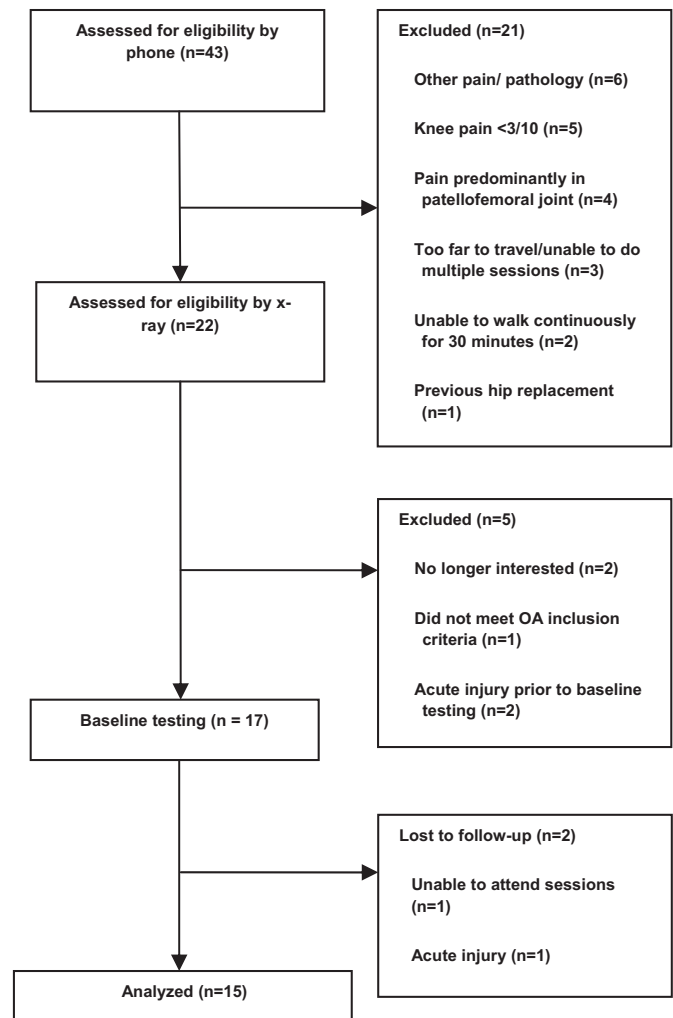 Assessed for eligibility by
phone (n=43)
Excluded (n=21)
Other pain/ pathology (n=6)
Knee pain <3/10 (n=5)
Pain predominantly in
patellofemoral joint (n=4)
Too far to travel/unable to do
multiple sessions (n=3)
Unable to walk continuously
for 30 minutes (n=2)
Previous hip replacement
(n=1)
Assessed for eligibility by x-
ray (n=22)
Excluded (n=5)
No longer interested (n=2)
Did not meet OA inclusion
criteria (n=1)
Acute injury prior to baseline
testing (n=2)
Baseline testing (n = 17)
Lost to follow-up (n=2)
Unable to attend sessions
(n=1)
Acute injury (n=1)
Analyzed (n=15)